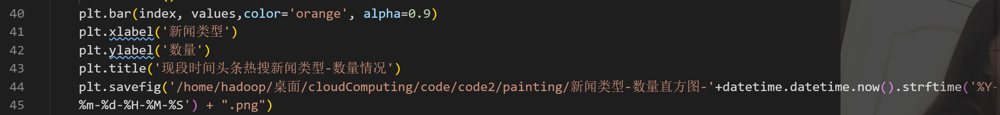 40 plt.bar(index, values,color='orange', alpha=0.9)
41 plt.xlabel('新闻类型')
42 plt.ylabel('数量')
43 plt.title('现段时间头条热搜新闻类型-数量情况')
44 plt.savefig('/home/hadoop/桌面/cloudComputing/code/code2/painting/新闻类型-数量直方图-'+datetime.datetime.now().strftime('%Y-
45 %m-%d-%H-%M-%S') + ".png")